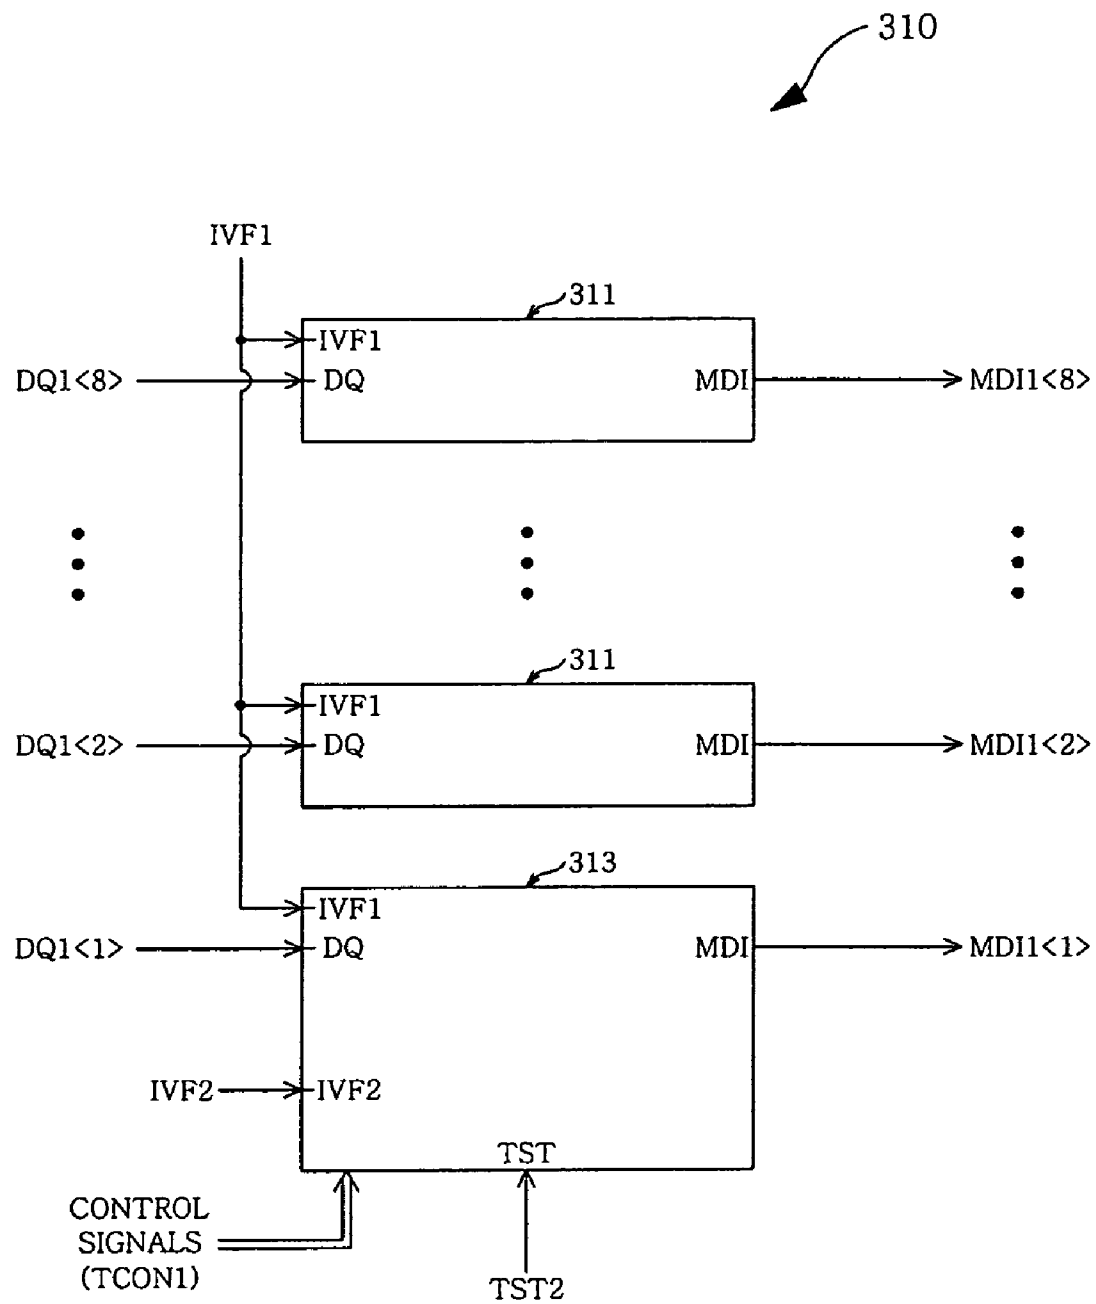 310
IVF1
311
IVF1
DQ1<8> DQ MDI MDI1<8>
311
IVF1
DQ1<2> DQ MDI MDI1<2>
313
IVF1
DQ1<1> DQ MDI MDI1<1>
IVF2 IVF2
TST
CONTROL
SIGNALS
(TCON1)
TST2